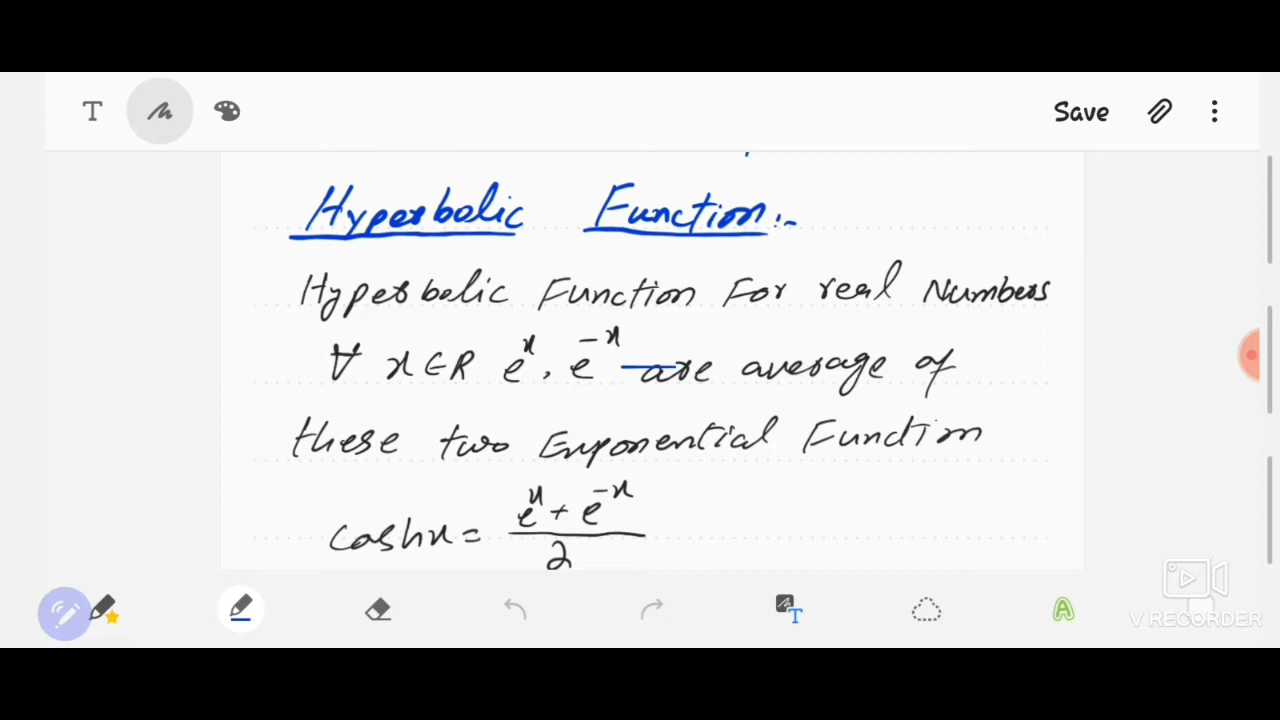 T Save
Hyperbolic Function:-
Hyperbolic Function For real Numbers
∀ x ∈ R e^x, e^-x are average of
these two Exponential Function
coshx = (e^x + e^-x)/2
T
A
V RECORDER